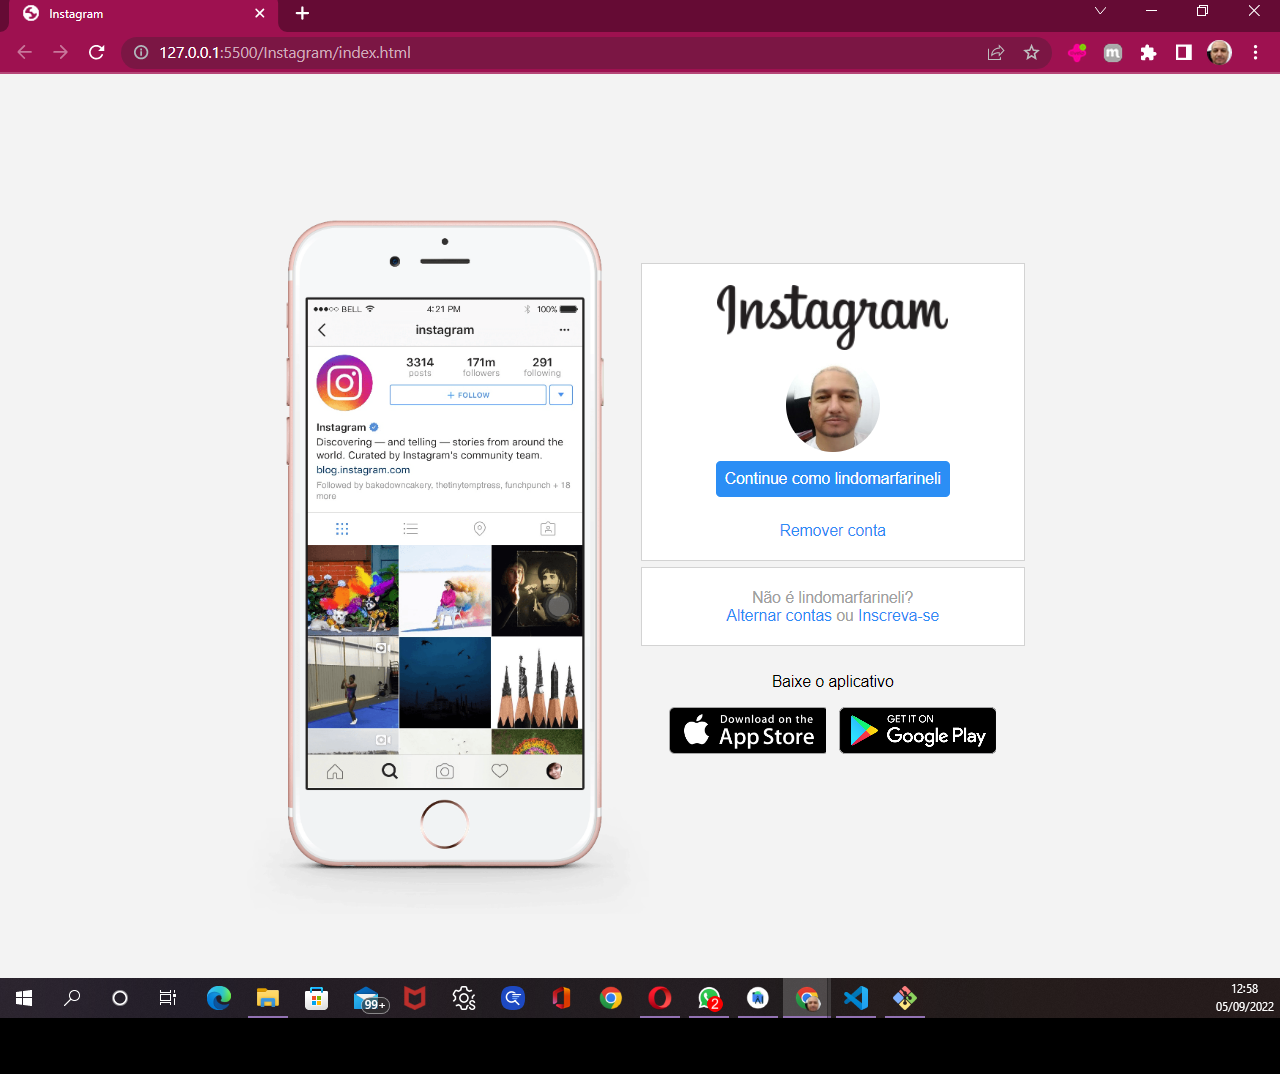 Instagram
127.0.0.1:5500/Instagram/index.html
m
BELL 4:21 PM 100%
instagram
3314 171m 291
posts followers following
+ FOLLOW
Instagram
Discovering — and telling — stories from around the
world. Curated by Instagram's community team.
blog.instagram.com
Followed by bakedowncakery, thetinytemptress, funchpunch + 18
more
Instagram
Continue como lindomarfarineli
Remover conta
Não é lindomarfarineli?
Alternar contas ou Inscreva-se
Baixe o aplicativo
Download on the
App Store
GET IT ON
Google Play
99+
2
12:58
05/09/2022